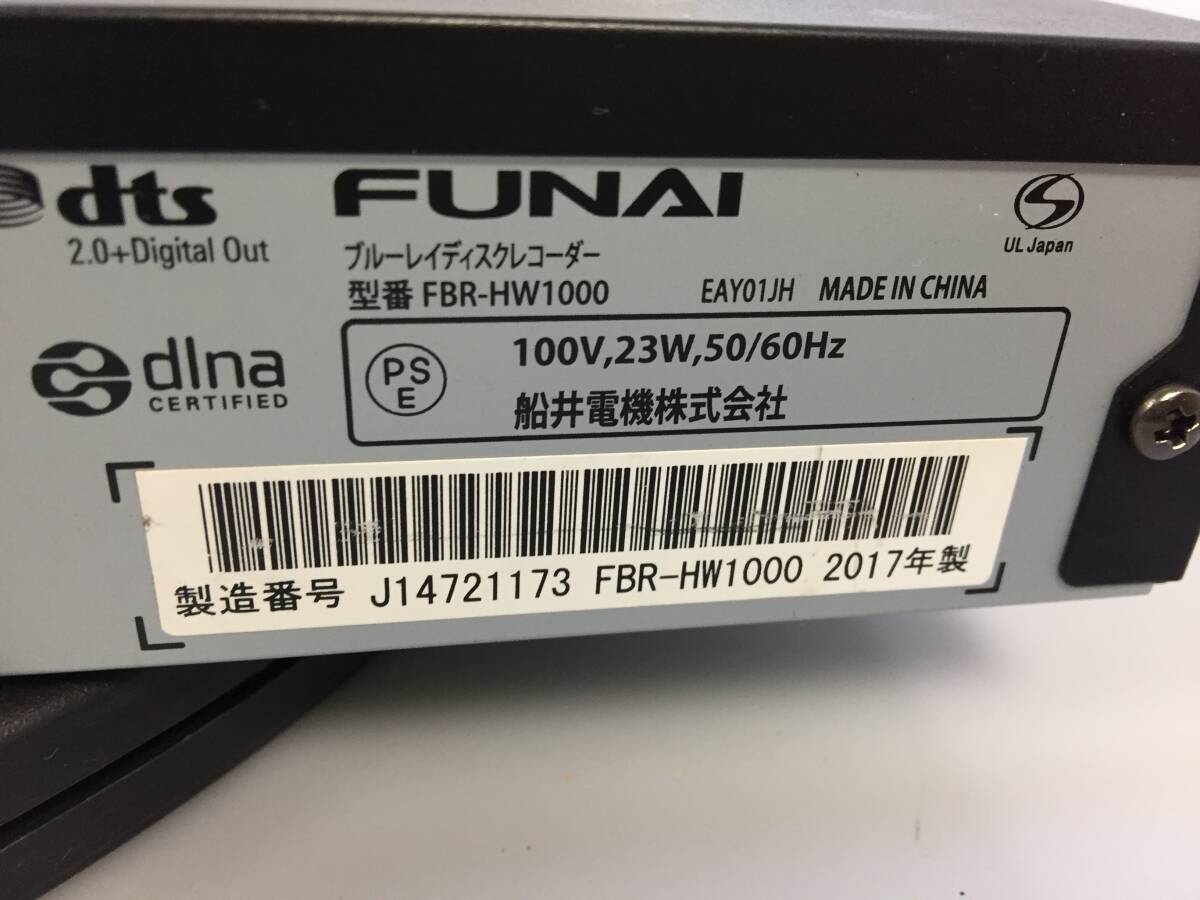 dts
2.0+Digital Out
FUNAI
UL Japan
ブルーレイディスクレコーダー
型番 FBR-HW1000 EAY01JH MADE IN CHINA
dlna
CERTIFIED
PS
E
100V,23W,50/60Hz
船井電機株式会社
製造番号 J14721173 FBR-HW1000 2017年製